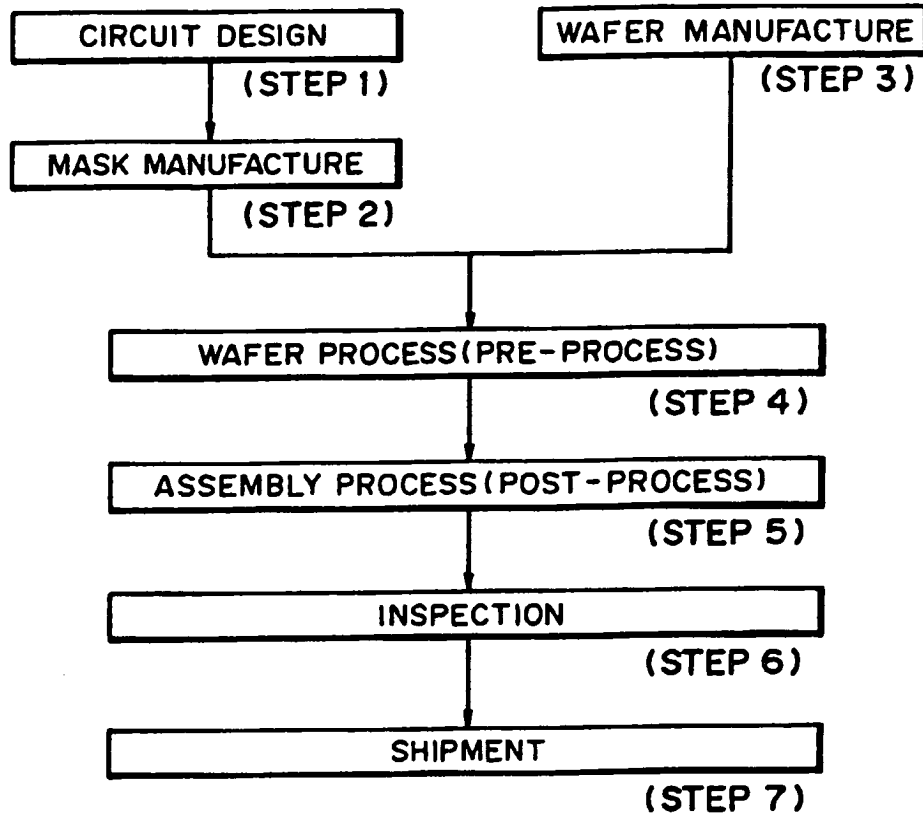 CIRCUIT DESIGN
(STEP 1)
WAFER MANUFACTURE
(STEP 3)
MASK MANUFACTURE
(STEP 2)
WAFER PROCESS(PRE-PROCESS)
(STEP 4)
ASSEMBLY PROCESS(POST-PROCESS)
(STEP 5)
INSPECTION
(STEP 6)
SHIPMENT
(STEP 7)